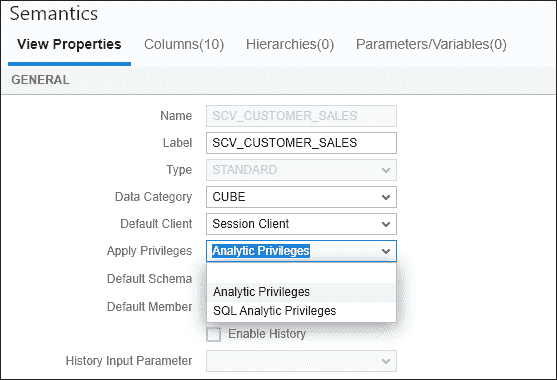 Semantics
View Properties Columns(10) Hierarchies(0) Parameters/Variables(0)
GENERAL
Name SCV_CUSTOMER_SALES
Label SCV_CUSTOMER_SALES
Type STANDARD
Data Category CUBE
Default Client Session Client
Apply Privileges Analytic Privileges
Default Schema
Analytic Privileges
Default Member SQL Analytic Privileges
Enable History
History Input Parameter